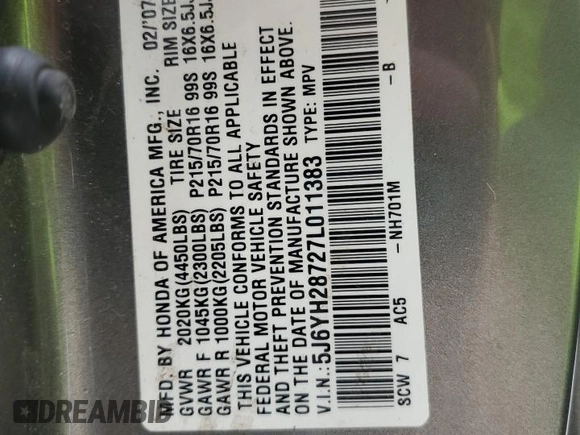 MFD. BY HONDA OF AMERICA MFG., INC. 02/'07
GVWR 2020KG(4450LBS) TIRE SIZE RIM SIZE
GAWR F 1045KG(2300LBS) P215/70R16 99S 16X6.5J
GAWR R 1000KG(2205LBS) P215/70R16 99S 16X6.5J
THIS VEHICLE CONFORMS TO ALL APPLICABLE
FEDERAL MOTOR VEHICLE SAFETY
AND THEFT PREVENTION STANDARDS IN EFFECT
ON THE DATE OF MANUFACTURE SHOWN ABOVE.
V.I.N.: 5J6YH28727L011383 TYPE: MPV
SCW 7 AC5 -NH701M -B
DREAMBID